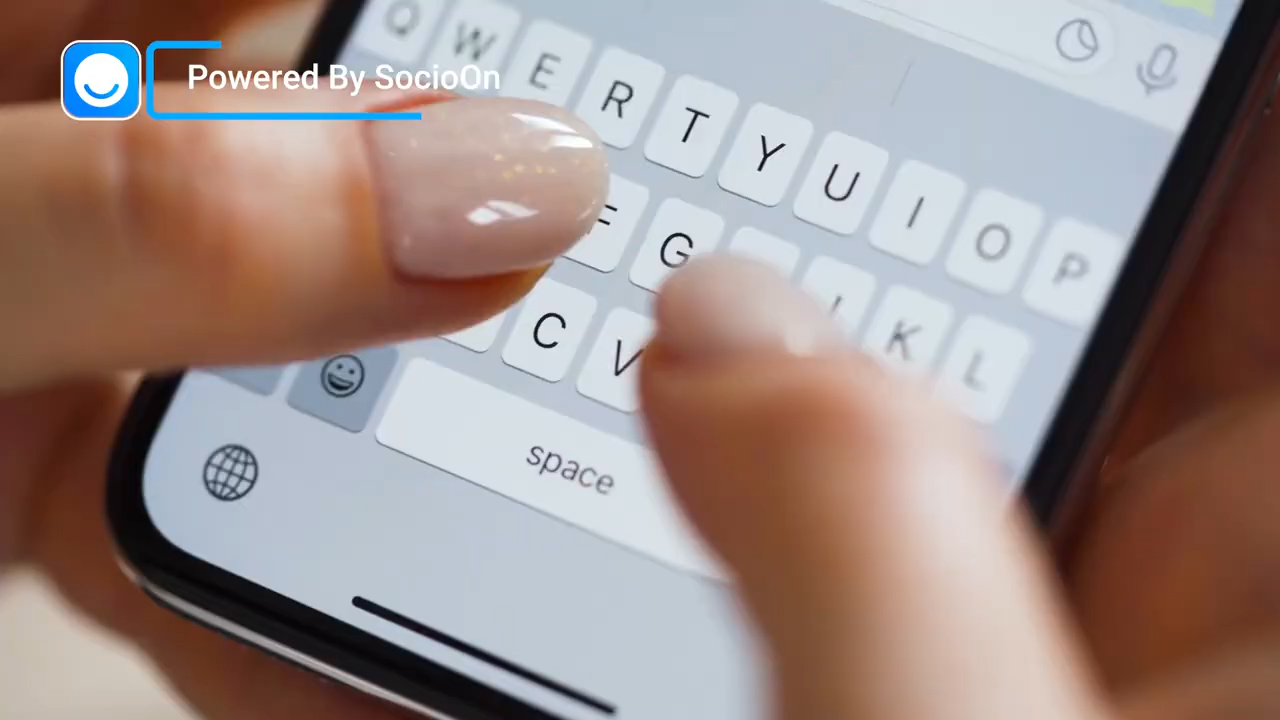 Powered By SocioOn
Q W E R T Y U I O P
F G K L
C V
space